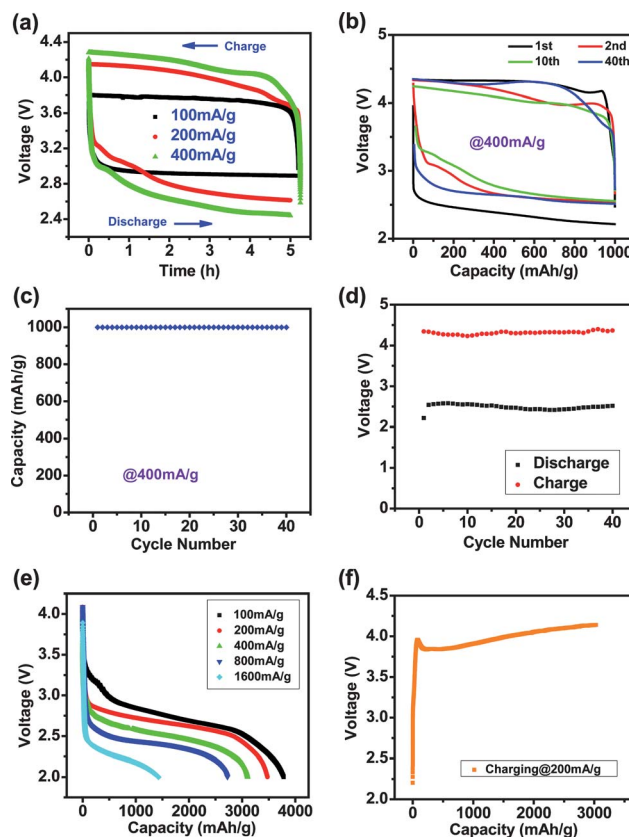 (a)
4.4
4.0
3.6
3.2
2.8
2.4
Voltage (V)
Charge
100mA/g
200mA/g
400mA/g
Discharge
0 1 2 3 4 5
Time (h)
(b)
1st 2nd
10th 40th
5
4
3
2
Voltage (V)
@400mA/g
0 200 400 600 800 1000
Capacity (mAh/g)
(c)
1000
800
600
400
200
0
Capacity (mAh/g)
@400mA/g
0 10 20 30 40
Cycle Number
(d)
5
4
3
2
1
0
Voltage (V)
Discharge
Charge
0 10 20 30 40
Cycle Number
(e)
4.0
3.5
3.0
2.5
2.0
Voltage (V)
100mA/g
200mA/g
400mA/g
800mA/g
1600mA/g
0 1000 2000 3000 4000
Capacity (mAh/g)
(f)
4.5
4.0
3.5
3.0
2.5
2.0
Voltage (V)
Charging@200mA/g
0 1000 2000 3000
Capacity (mAh/g)